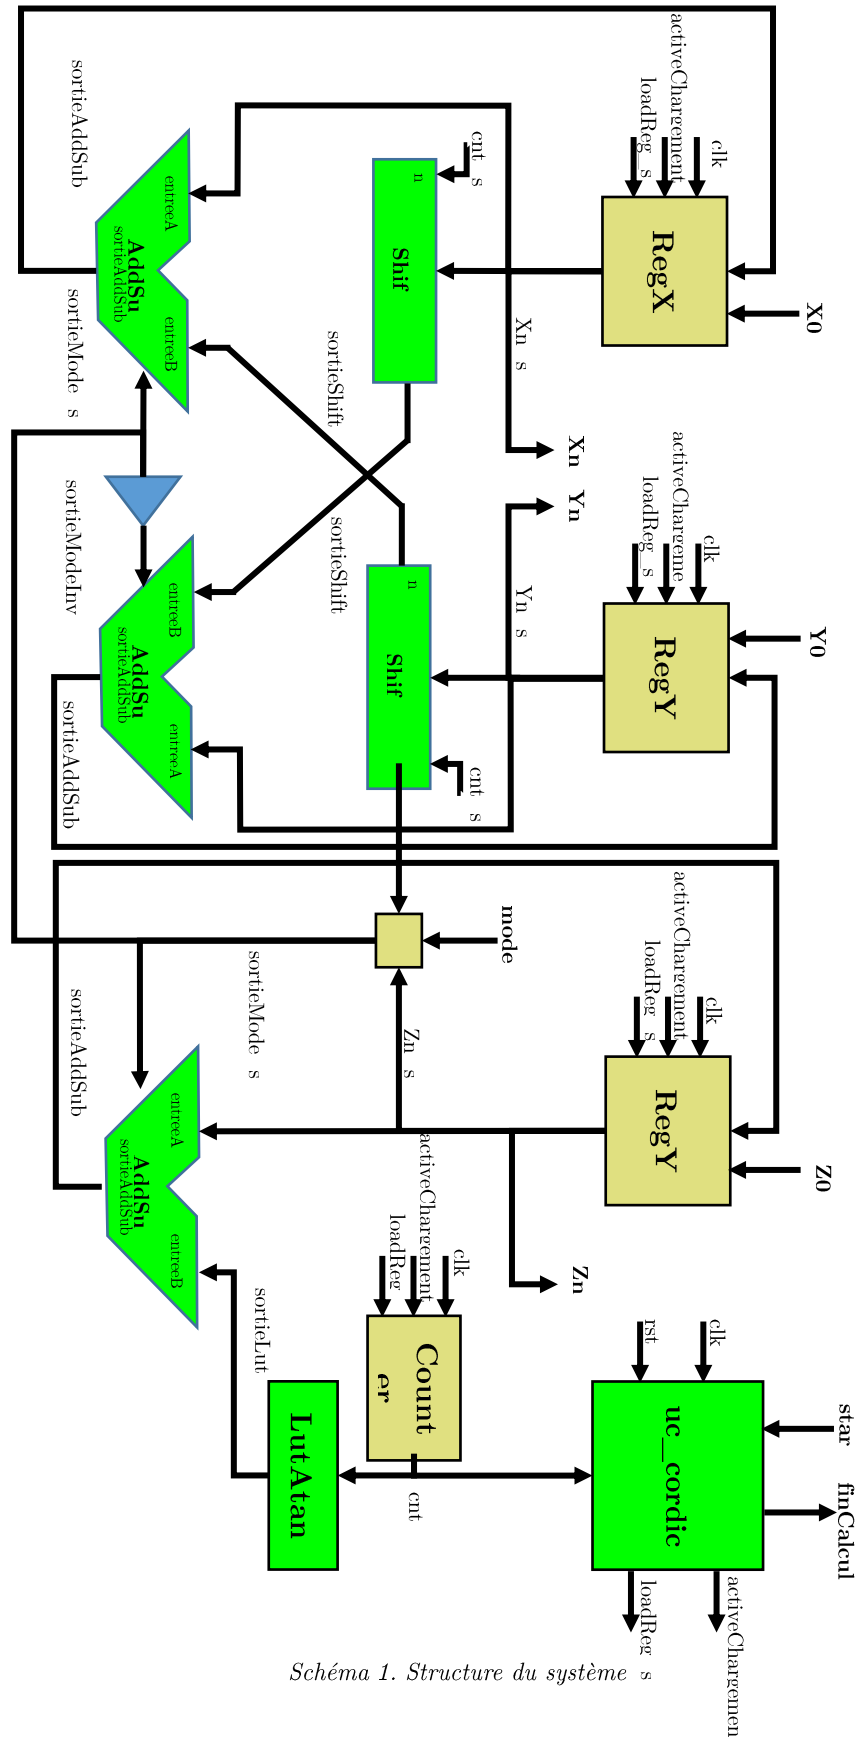 X0
Y0
Z0
star
finCalcul
clk
activeChargement
loadReg_s
RegX
clk
activeChargeme
loadReg_s
RegY
clk
activeChargement
loadReg_s
RegY
clk
rst
uc_cordic
activeChargemen
loadReg_s
Xn
Yn
Zn
Xn_s
Yn_s
mode
cnt_s
n
Shif
n
Shif
cnt_s
Zn_s
clk
activeChargement
loadReg
Count
er
cnt
sortieShift
sortieShift
sortieMode_s
sortieLut
LutAtan
entreeA
entreeB
AddSu
sortieAddSub
entreeB
entreeA
AddSu
sortieAddSub
entreeA
entreeB
AddSu
sortieAddSub
sortieAddSub
sortieMode_s
sortieModeInv
sortieAddSub
sortieAddSub
Schéma 1. Structure du système